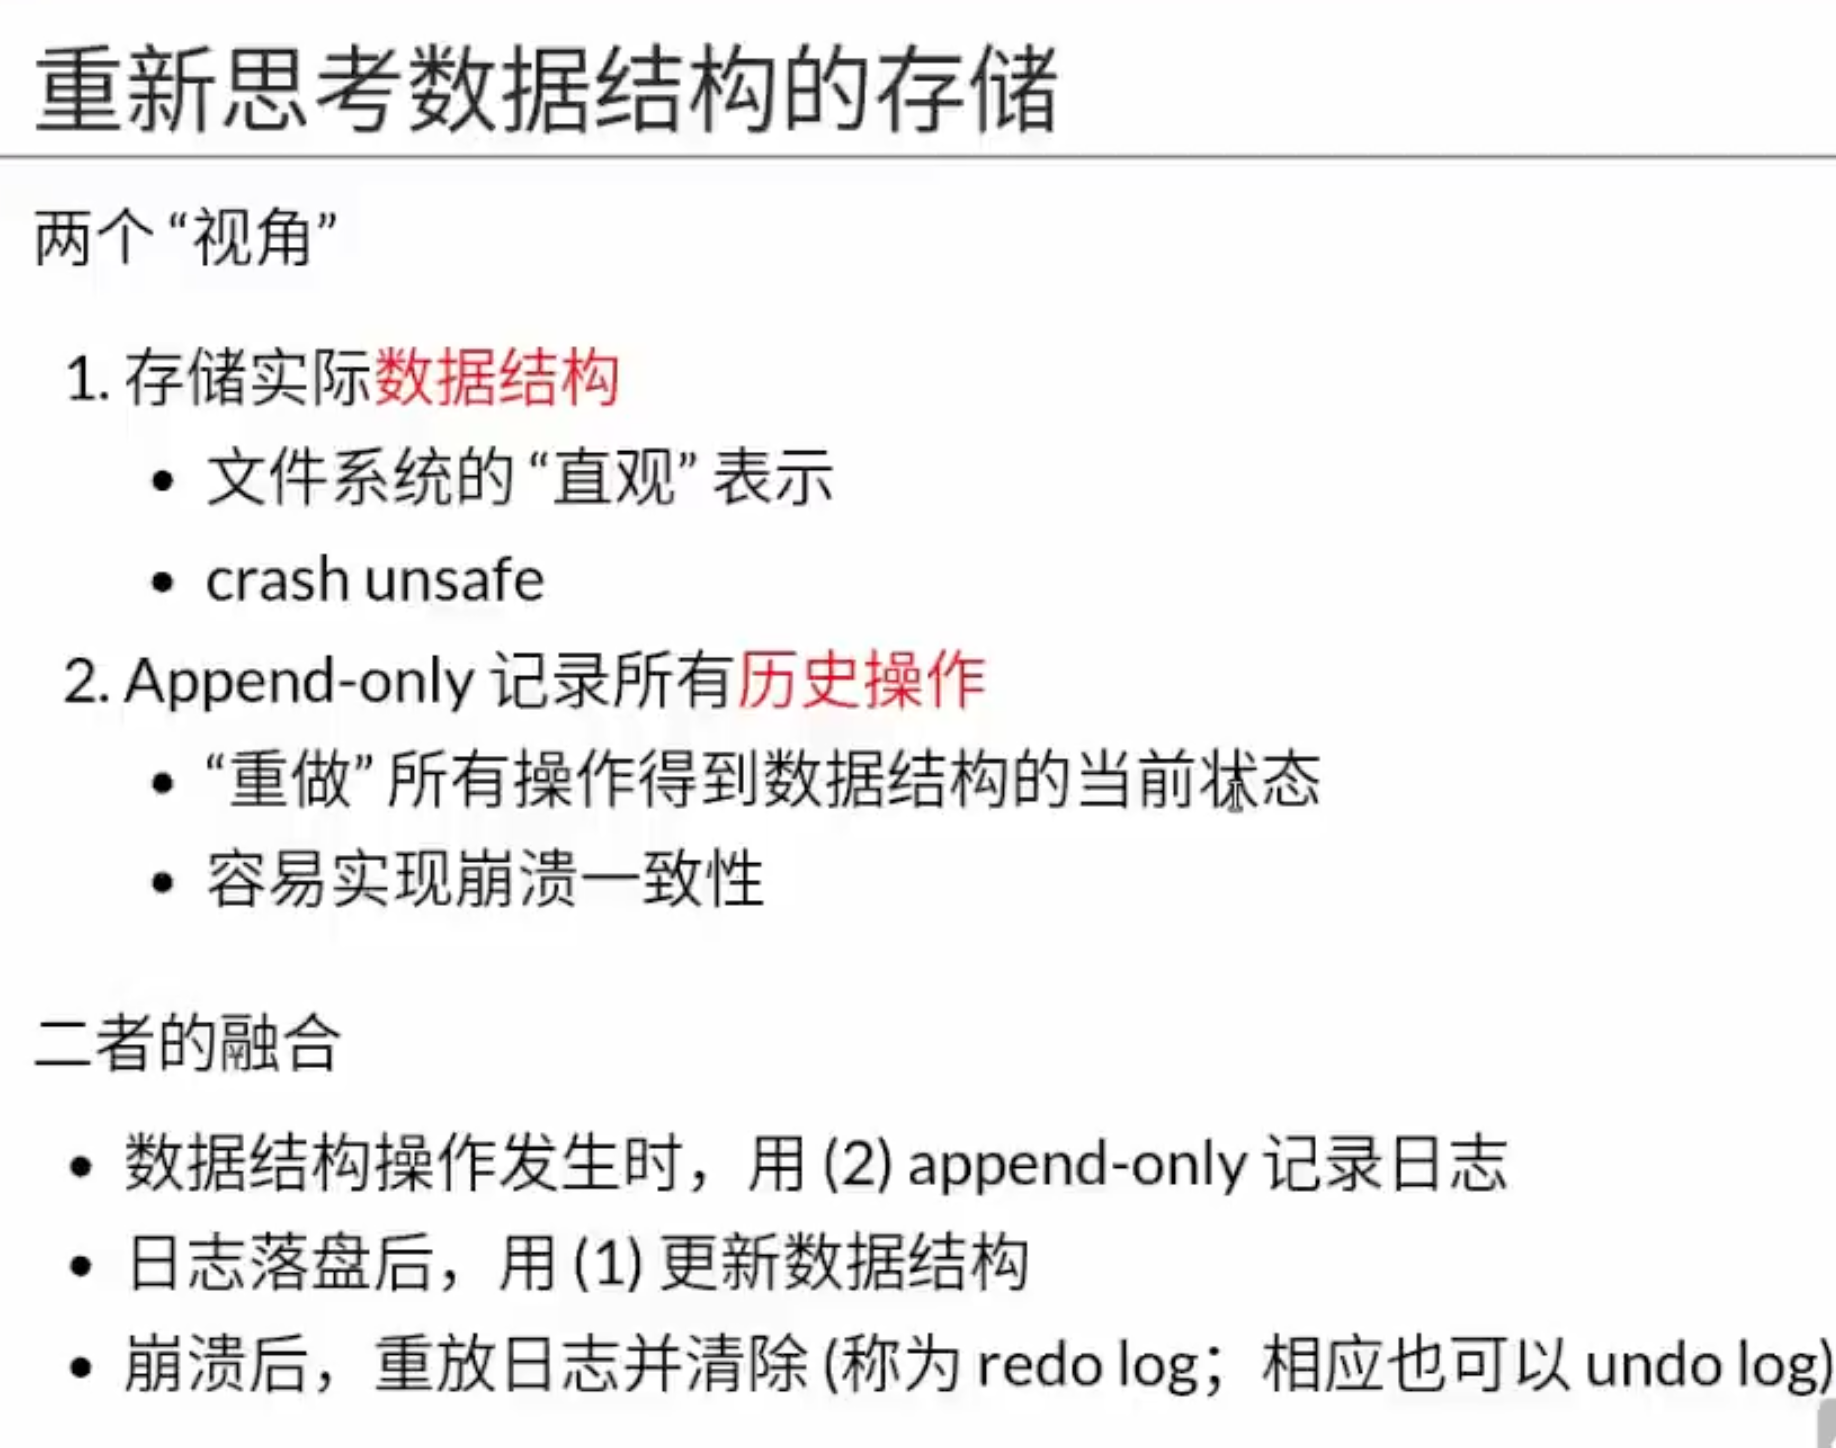 重新思考数据结构的存储
两个 “视角”
1. 存储实际数据结构
• 文件系统的 “直观” 表示
• crash unsafe
2. Append-only 记录所有历史操作
• “重做” 所有操作得到数据结构的当前状态
• 容易实现崩溃一致性
二者的融合
• 数据结构操作发生时，用 (2) append-only 记录日志
• 日志落盘后，用 (1) 更新数据结构
• 崩溃后，重放日志并清除 (称为 redo log；相应也可以 undo log)